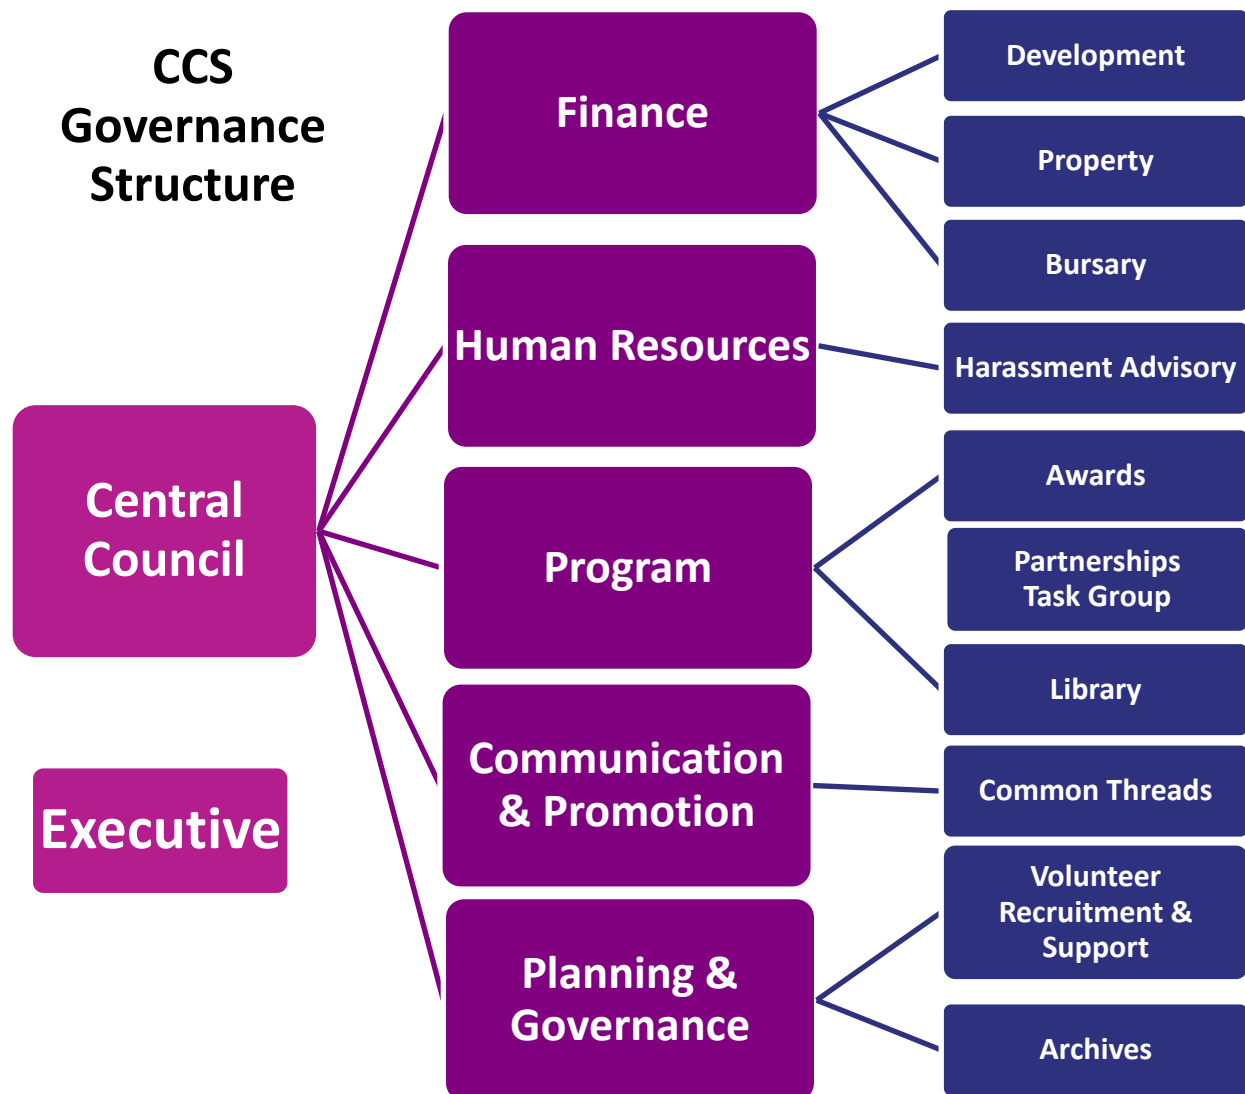 CCS
Governance
Structure
Central
Council
Executive
Finance
Human Resources
Program
Communication
& Promotion
Planning &
Governance
Development
Property
Bursary
Harassment Advisory
Awards
Partnerships
Task Group
Library
Common Threads
Volunteer
Recruitment &
Support
Archives